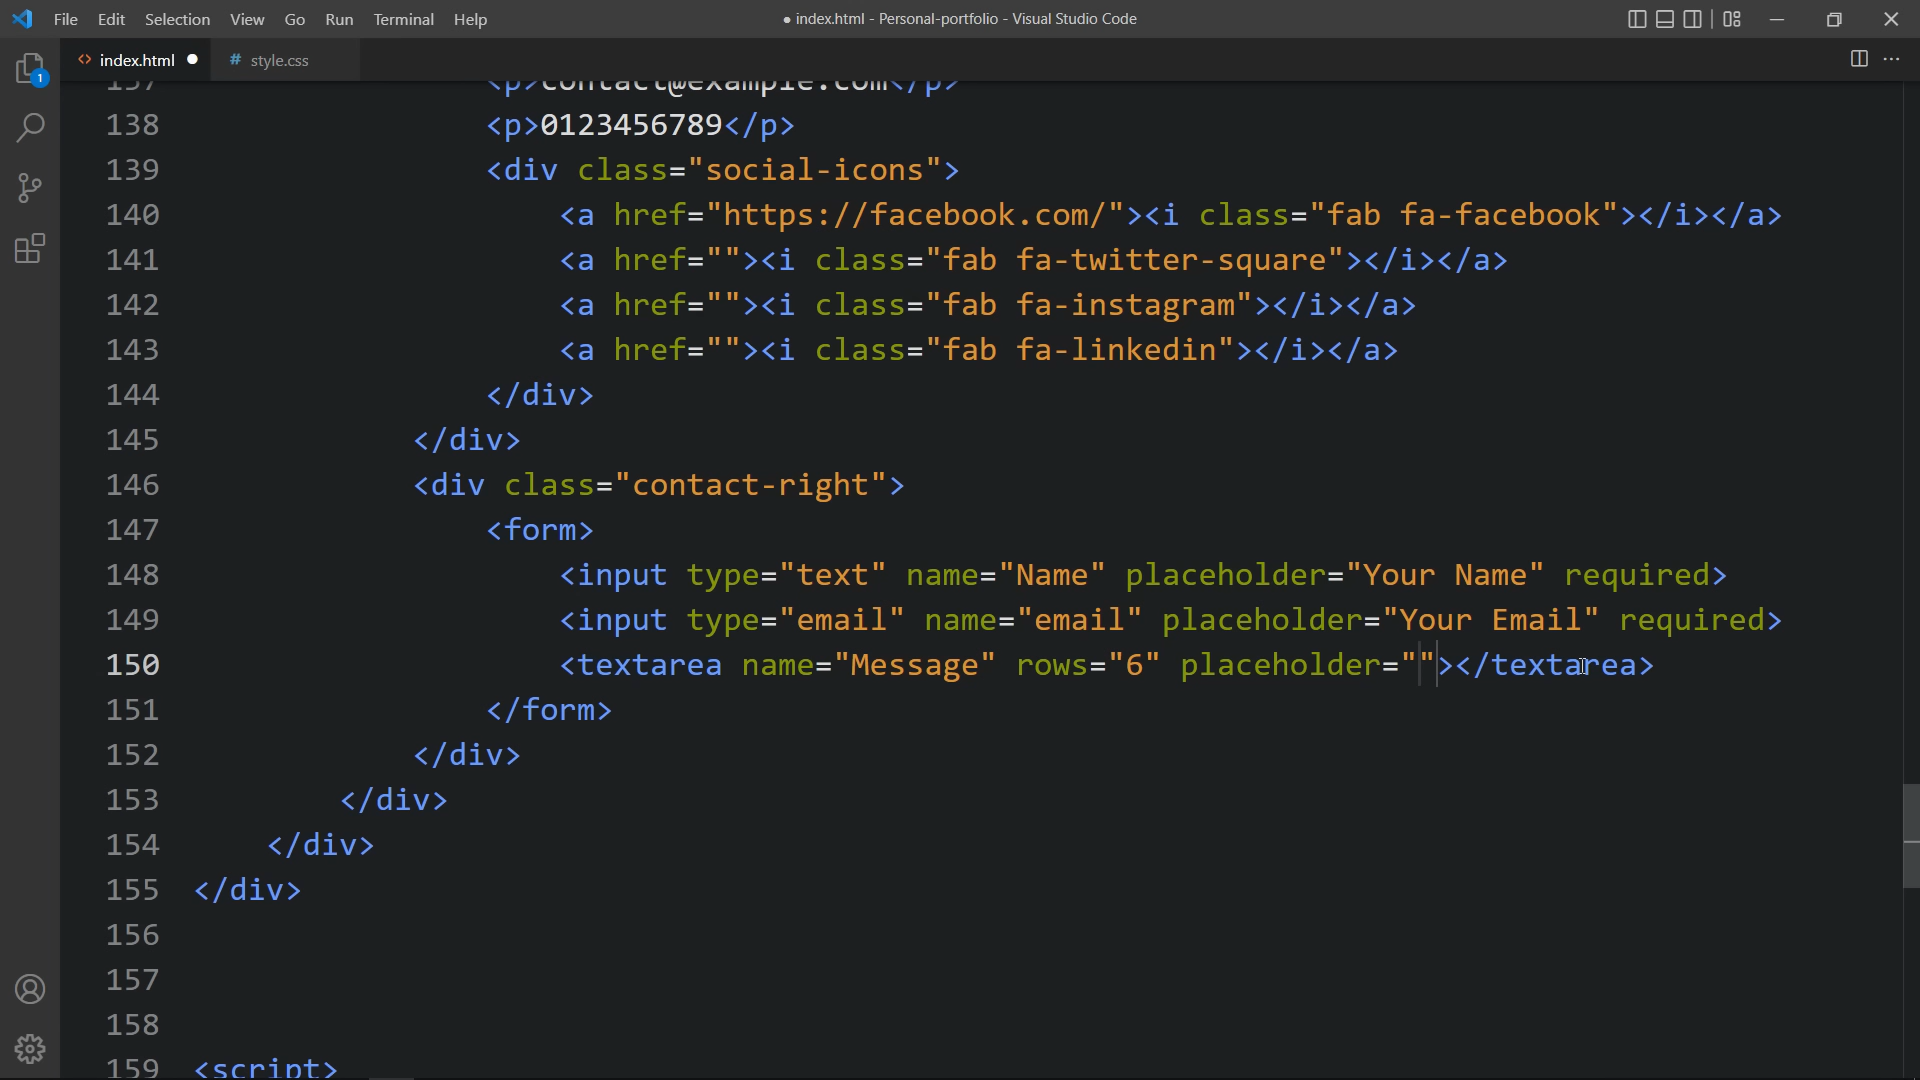 File Edit Selection View Go Run Terminal Help
● index.html - Personal-portfolio - Visual Studio Code
<> index.html ●
# style.css
1
137 <p>contact@example.com</p>
138 <p>0123456789</p>
139 <div class="social-icons">
140 <a href="https://facebook.com/"><i class="fab fa-facebook"></i></a>
141 <a href=""><i class="fab fa-twitter-square"></i></a>
142 <a href=""><i class="fab fa-instagram"></i></a>
143 <a href=""><i class="fab fa-linkedin"></i></a>
144 </div>
145 </div>
146 <div class="contact-right">
147 <form>
148 <input type="text" name="Name" placeholder="Your Name" required>
149 <input type="email" name="email" placeholder="Your Email" required>
150 <textarea name="Message" rows="6" placeholder=""></textarea>
151 </form>
152 </div>
153 </div>
154 </div>
155 </div>
156
157
158
159 <script>